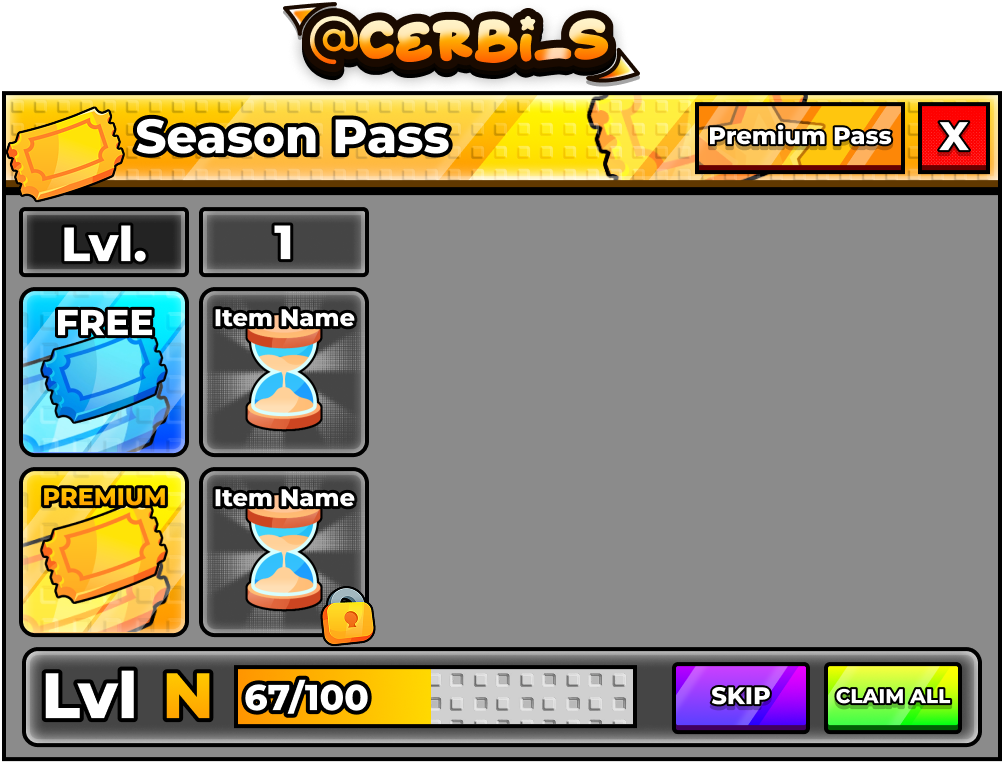 @CERBI_S
Season Pass
Premium Pass
X
Lvl.
1
FREE
Item Name
PREMIUM
Item Name
Lvl N
67/100
SKIP
CLAIM ALL